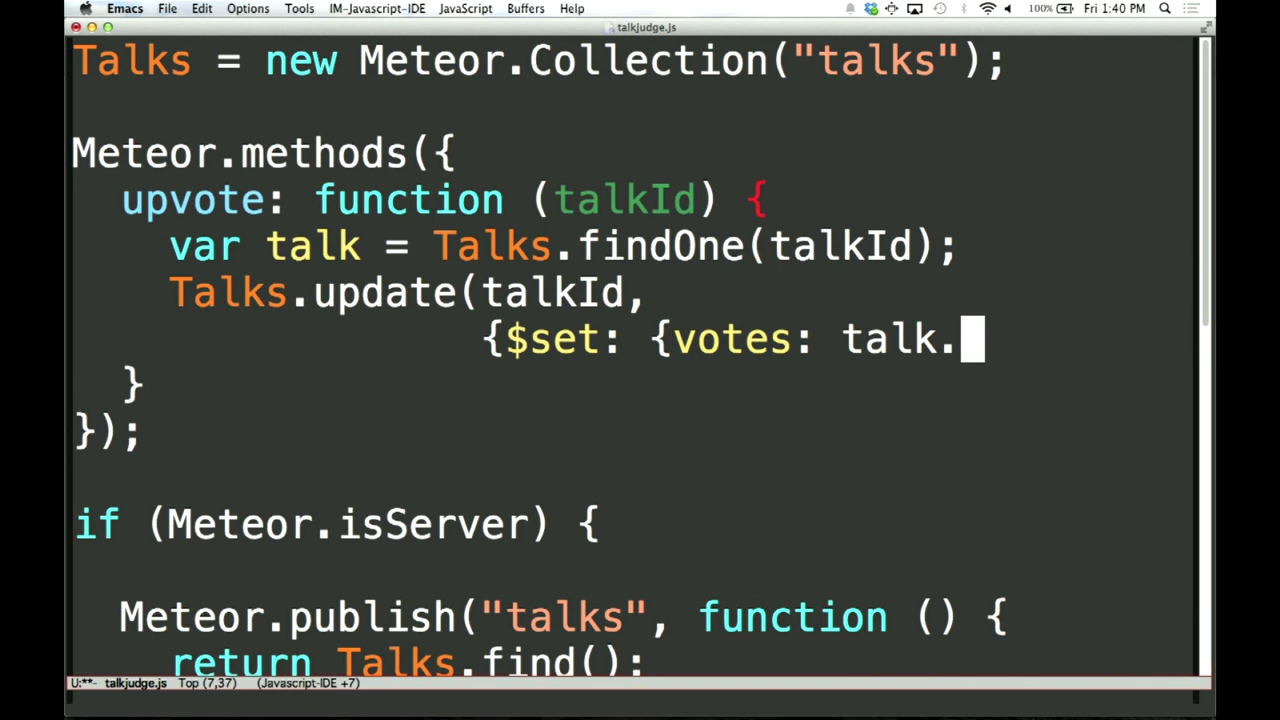 Emacs File Edit Options Tools IM-Javascript-IDE JavaScript Buffers Help 100% Fri 1:40 PM
talkjudge.js
Talks = new Meteor.Collection("talks");
Meteor.methods({
upvote: function (talkId) {
var talk = Talks.findOne(talkId);
Talks.update(talkId,
{$set: {votes: talk.
}
});
if (Meteor.isServer) {
Meteor.publish("talks", function () {
return Talks.find();
U:**- talkjudge.js Top (7,37) (Javascript-IDE +7)